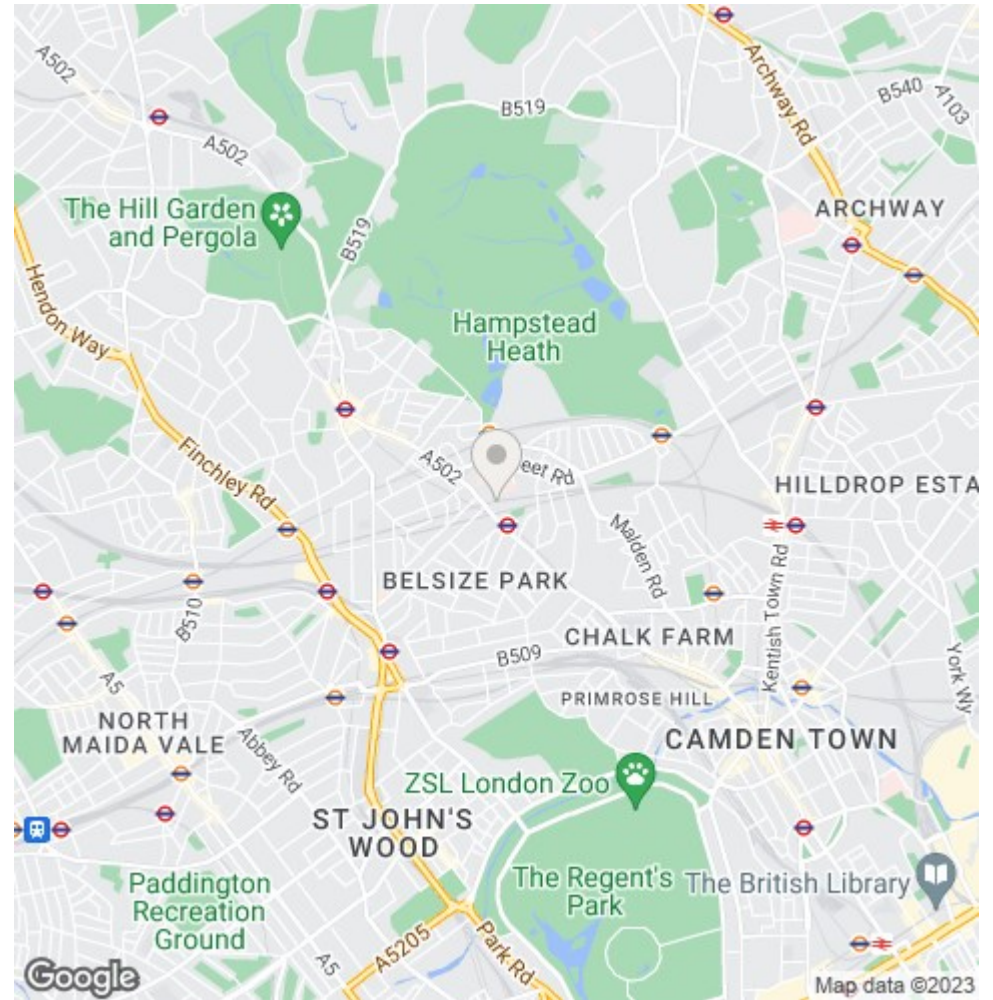 A502
B519
Archway Rd
B540
A103
A502
The Hill Garden
and Pergola
B519
ARCHWAY
Hendon Way
Hampstead
Heath
Finchley Rd
A502
eet Rd
HILLDROP ESTA
Malden Rd
Kentish Town Rd
BELSIZE PARK
B510
CHALK FARM
B509
York Wy
A5
PRIMROSE HILL
NORTH
MAIDA VALE
Abbey Rd
CAMDEN TOWN
ZSL London Zoo
ST JOHN'S
WOOD
The Regent's
Park
The British Library
Paddington
Recreation
Ground
A5
A5205
Park Rd
Google
Map data ©2023